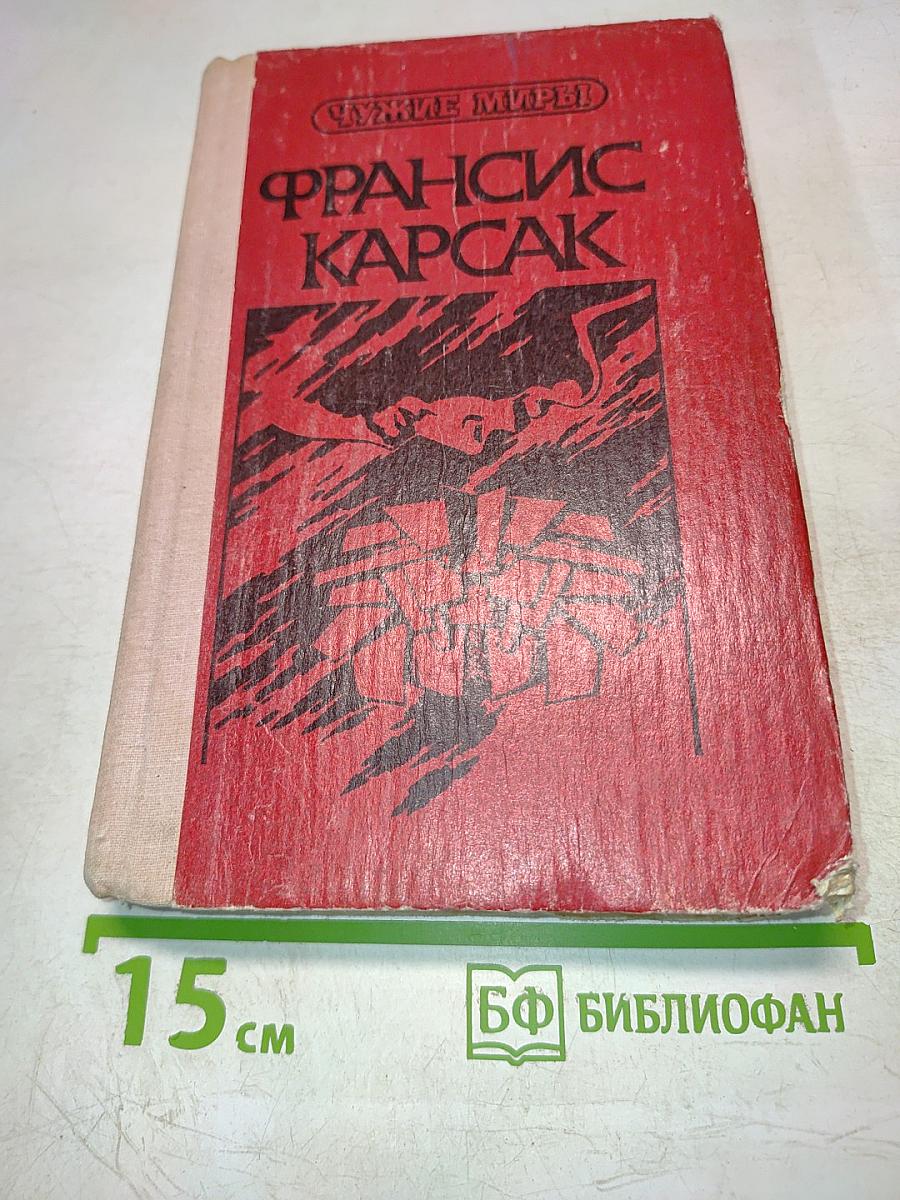 ЧУЖИЕ МИРЫ
ФРАНСИС
КАРСАК
15 см
БФ БИБЛИОФАН